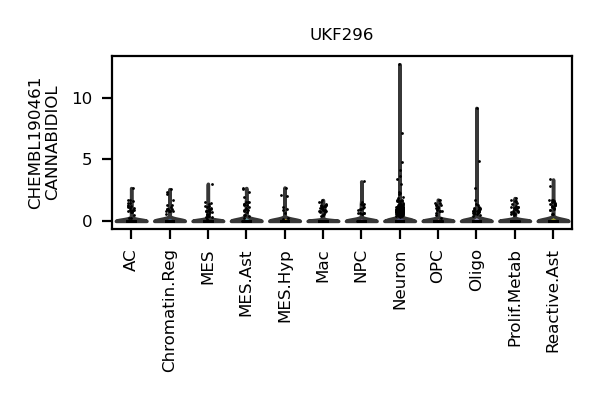 UKF296
CHEMBL190461
CANNABIDIOL
10
5
0
AC
Chromatin.Reg
MES
MES.Ast
MES.Hyp
Mac
NPC
Neuron
OPC
Oligo
Prolif.Metab
Reactive.Ast